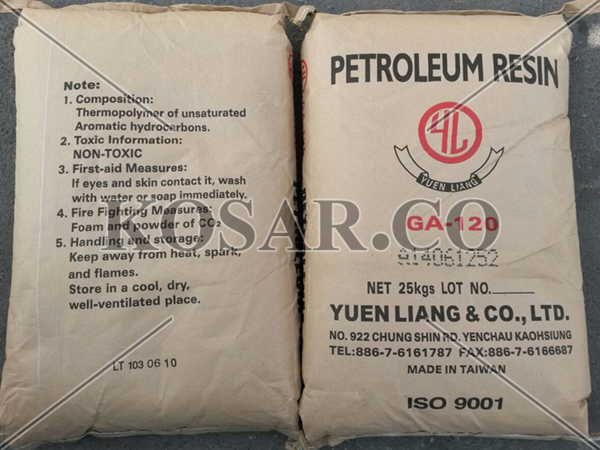 Note:
1. Composition:
Thermopolymer of unsaturated
Aromatic hydrocarbons.
2. Toxic Information:
NON-TOXIC
3. First-aid Measures:
If eyes and skin contact it, wash
with water or soap immediately.
4. Fire Fighting Measures:
Foam and powder of CO₂
5. Handling and storage:
Keep away from heat, spark,
and flames.
Store in a cool, dry,
well-ventilated place.
LT 103 06 10
PETROLEUM RESIN
YL
YUEN LIANG
GA-120
A14061252
NET 25kgs LOT NO.
YUEN LIANG & CO., LTD.
NO. 922 CHUNG SHIN RD. YENCHAU KAOHSIUNG
TEL:886-7-6161787 FAX:886-7-6166687
MADE IN TAIWAN
ISO 9001
KOSAR.CO